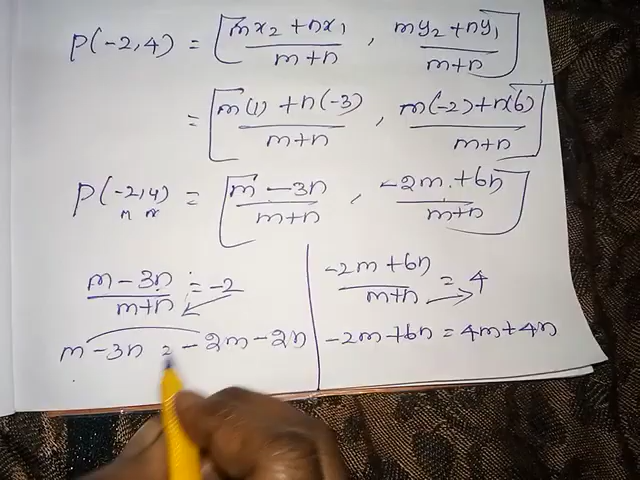 P(-2,4) = [mx₂ + nx₁ / m+n , my₂ + ny₁ / m+n]
= [m(1) + n(-3) / m+n , m(-2)+n(6) / m+n]
P(-2,4) = [m - 3n / m+n , -2m + 6n / m+n]
m - 3n / m+n = -2
m - 3n = -2m - 2n
-2m + 6n / m+n = 4
-2m + 6n = 4m + 4n